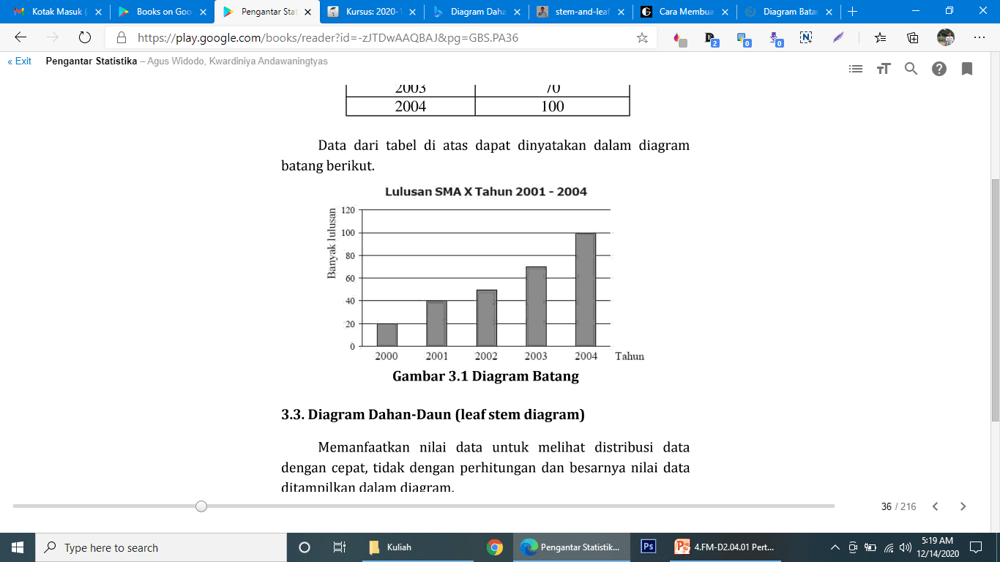 Kotak Masuk (
Books on Goo
Pengantar Stat
Kursus: 2020-1
Diagram Daha
stem-and-leaf
Cara Membua
Diagram Batan
https://play.google.com/books/reader?id=-zJTDwAAQBAJ&pg=GBS.PA36
2
0
0
« Exit Pengantar Statistika – Agus Widodo, Kwardiniya Andawaningtyas
2003 70
2004 100
Data dari tabel di atas dapat dinyatakan dalam diagram
batang berikut.
Lulusan SMA X Tahun 2001 - 2004
Banyak lulusan
120
100
80
60
40
20
0
2000 2001 2002 2003 2004 Tahun
Gambar 3.1 Diagram Batang
3.3. Diagram Dahan-Daun (leaf stem diagram)
Memanfaatkan nilai data untuk melihat distribusi data
dengan cepat, tidak dengan perhitungan dan besarnya nilai data
ditampilkan dalam diagram.
36 / 216
Type here to search
Kuliah
Pengantar Statistik...
Ps
4.FM-D2.04.01 Pert...
5:19 AM
12/14/2020